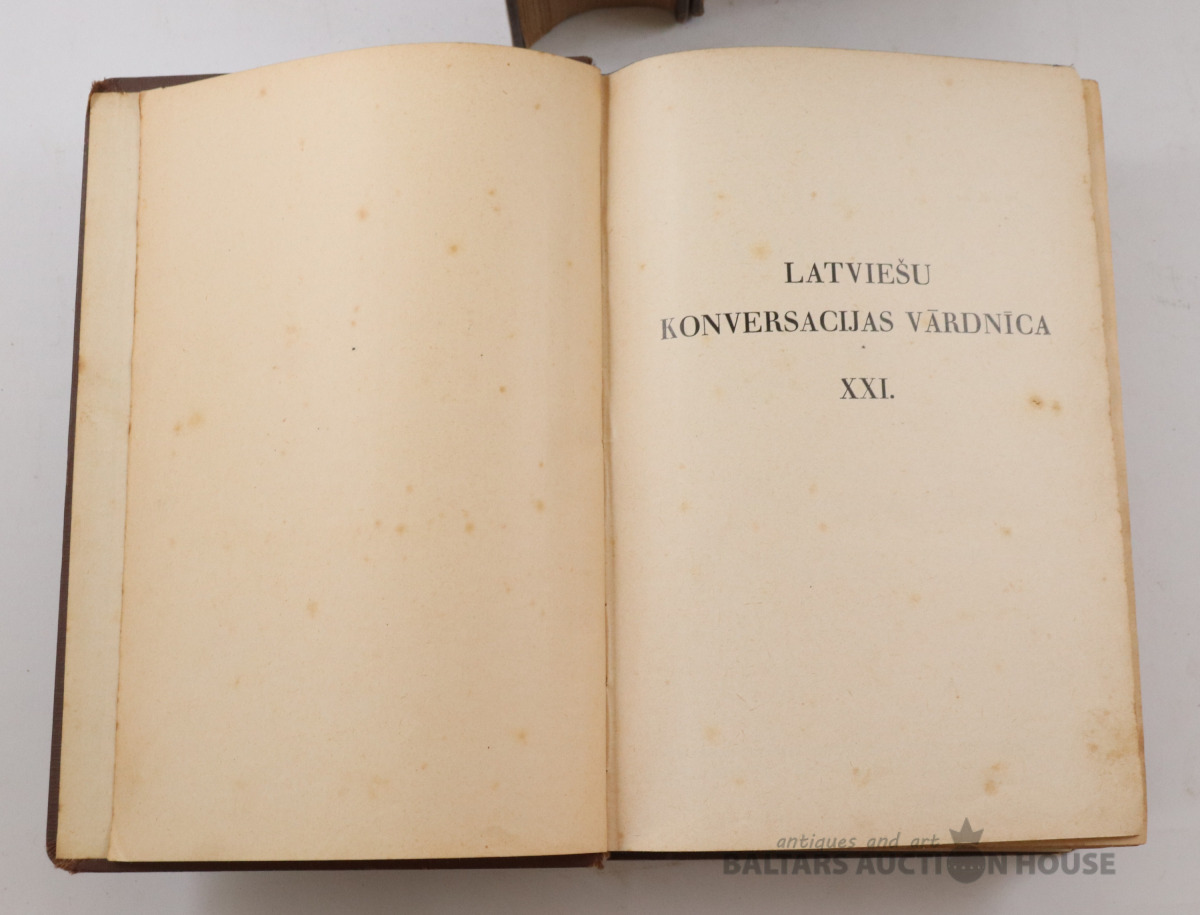 LATVIEŠU
KONVERSACIJAS VĀRDNĪCA
XXI.
antiques and art
BALTARS AUCTION HOUSE